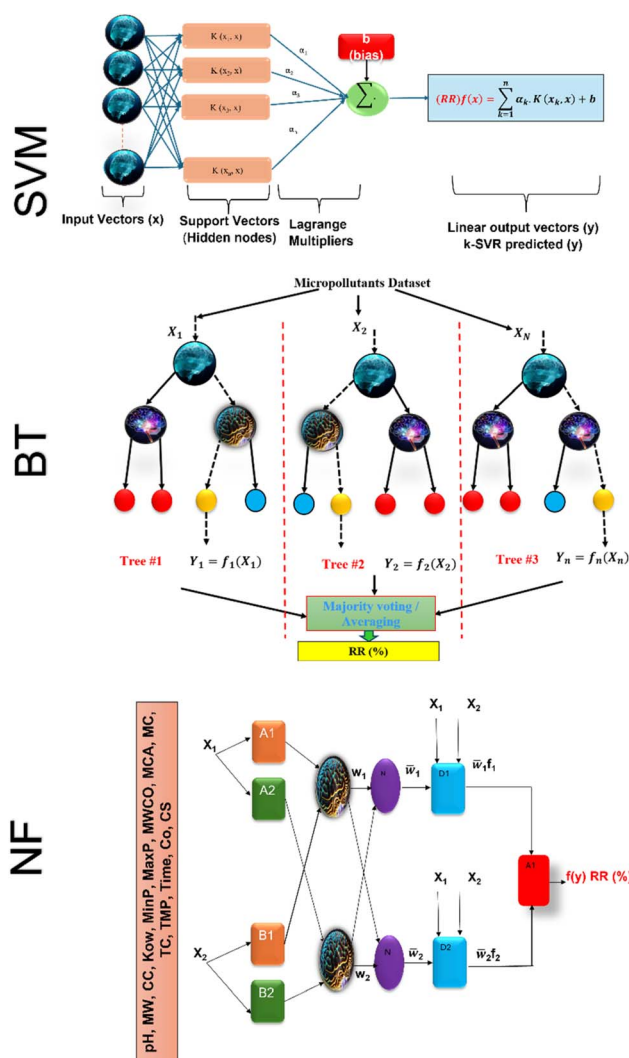 SVM
K (x₁, x)
K (x₂, x)
K (x₃, x)
K (xₙ, x)
α₁
α₂
α₃
b
(bias)
Σ.
(RR)f(x) = ∑ⁿₖ₌₁ αₖ. K (xₖ, x) + b
Input Vectors (x)
Support Vectors
(Hidden nodes)
Lagrange
Multipliers
Linear output vectors (y)
k-SVR predicted (y)
BT
Micropollutants Dataset
X₁
X₂
X_N
Tree #1
Y₁ = f₁(X₁)
Tree #2
Y₂ = f₂(X₂)
Tree #3
Yₙ = fₙ(Xₙ)
Majority voting /
Averaging
RR (%)
NF
pH, MW, CC, Kow, MinP, MaxP, MWCO, MCA, MC,
TC, TMP, Time, Co, CS
X₁
A1
A2
X₂
B1
B2
w₁
w₂
N
N
w̅₁
w̅₂
X₁ X₂
D1
w̅₁f₁
X₁ X₂
D2
w̅₂f₂
A1
f(y) RR (%)